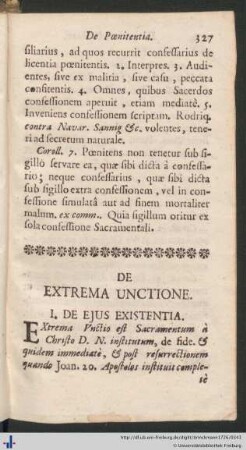 De Pœnitentia. 327
siliarius, ad quos recurrit confessarius de
licentia pœnitentis. 2. Interpres. 3. Audi-
entes, sive ex malitia, sive casu, peccata
confitentis. 4. Omnes, quibus Sacerdos
confessionem aperuit, etiam mediatè. 5.
Inveniens confessionem scriptam. Rodriq.
contra Navar. Sannig &c. volentes, tene-
ri ad secretum naturale.
Coroll. 7. Pœnitens non tenetur sub si-
gillô servare ea, quæ sibi dicta à confessa-
rio; neque confessarius, quæ sibi dicta
sub sigillo extra confessionem, vel in con-
fessione simulatâ aut ad finem mortaliter
malum. ex comm.. Quia sigillum oritur ex
sola confessione Sacramentali.
DE
EXTREMA UNCTIONE.
I. DE EJUS EXISTENTIA.
Extrema Unctio est Sacramentum à
Christo D. N. institutum, de fide. &
quidem immediatè, & post resurrectionem
quando Joan. 20. Apostolos instituit comple-
tè